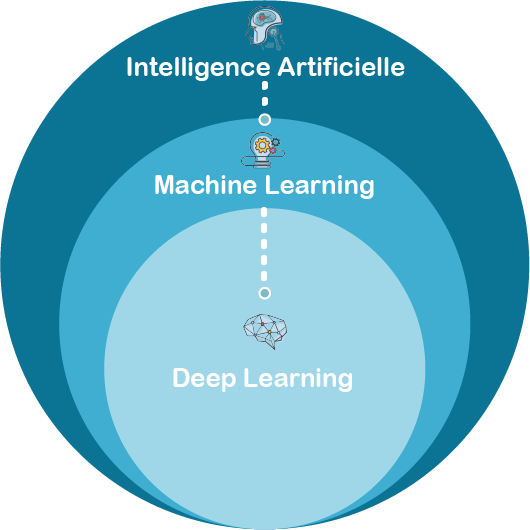 Intelligence Artificielle
Machine Learning
Deep Learning